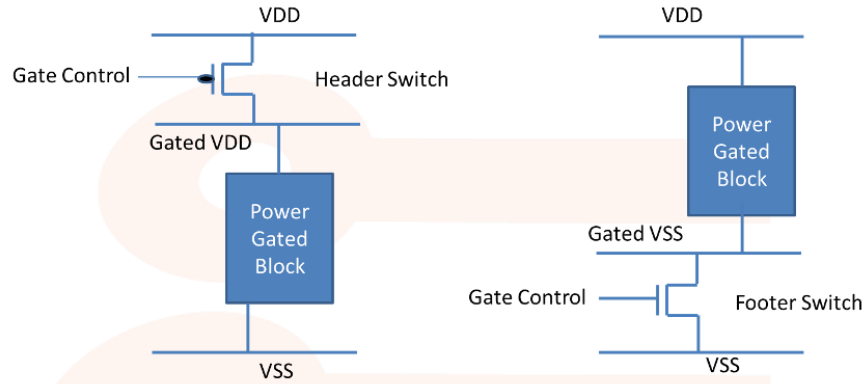 VDD
Gate Control
Header Switch
Gated VDD
Power
Gated
Block
VSS
VDD
Power
Gated
Block
Gated VSS
Gate Control
Footer Switch
VSS